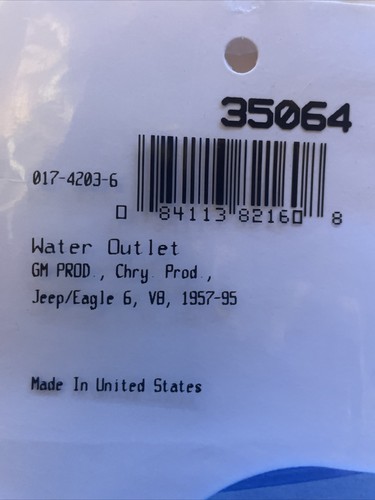 35064
017-4203-6
0 84113 82160 8
Water Outlet
GM PROD., Chry. Prod.,
Jeep/Eagle 6, V8, 1957-95
Made In United States